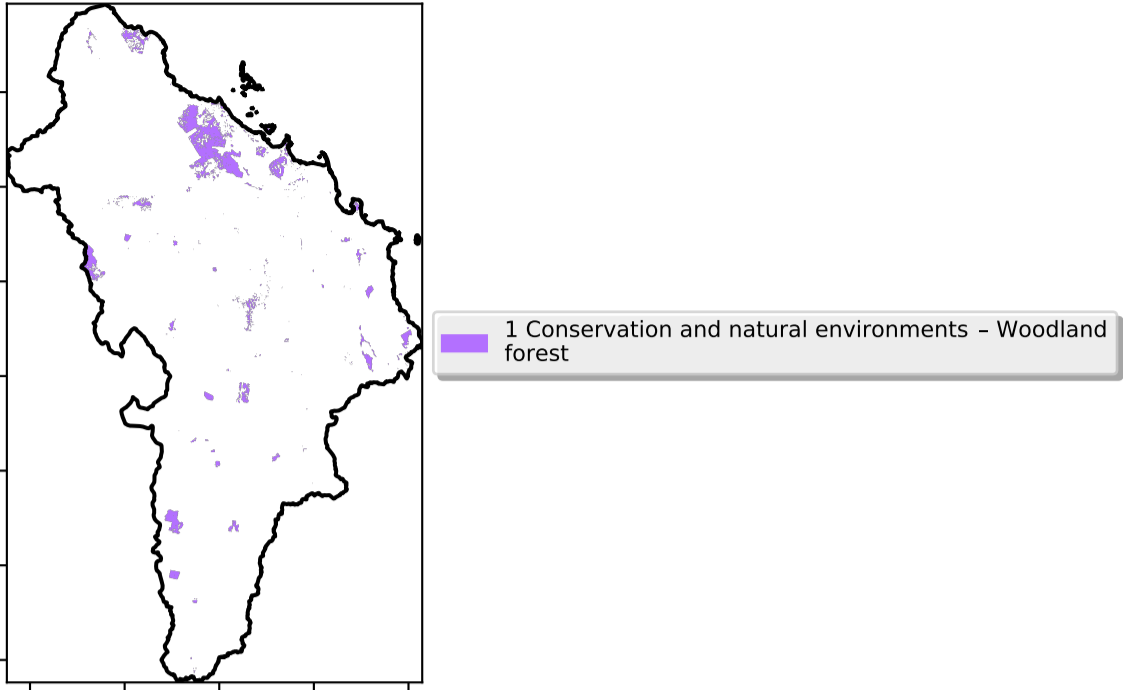 1 Conservation and natural environments – Woodland
forest